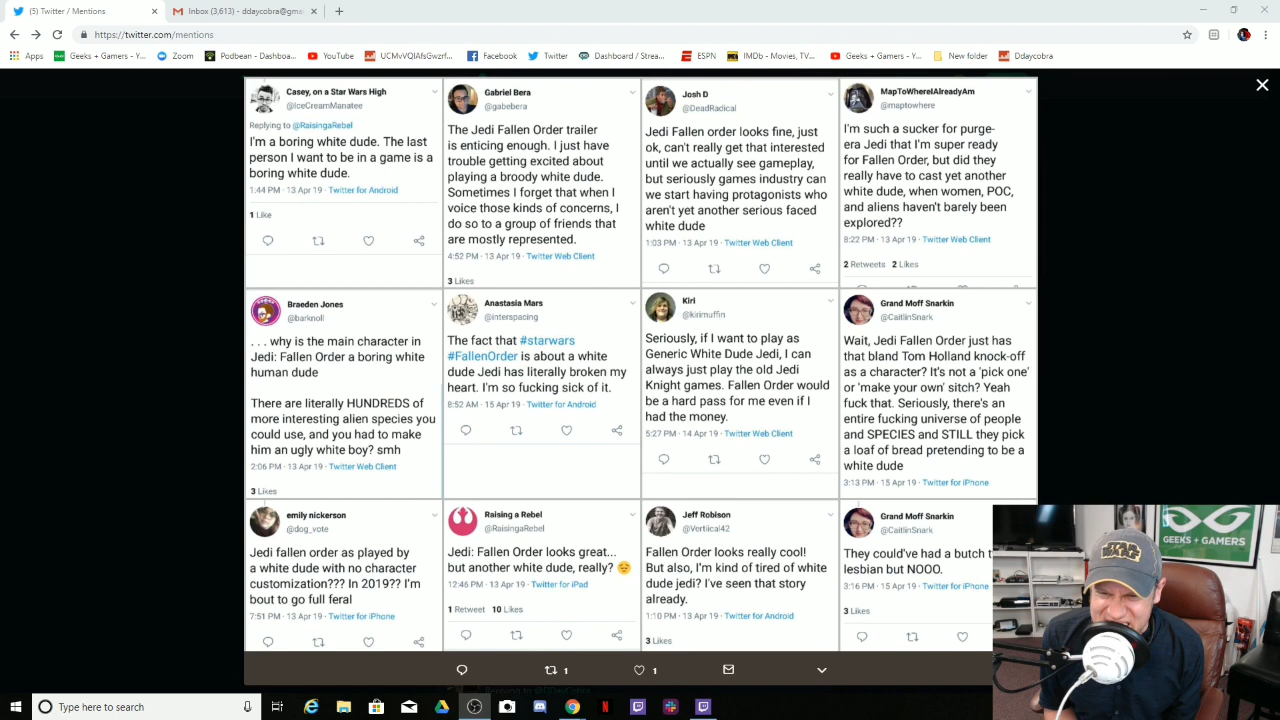 (5) Twitter / Mentions
Inbox (3,613) - ddaycobra@gma
https://twitter.com/mentions
Apps
Geeks + Gamers - Y...
Zoom
Podbean - Dashboa...
YouTube
UCMvVQIAfsGwzrf...
Facebook
Twitter
Dashboard / Strea...
ESPN
IMDb - Movies, TV...
Geeks + Gamers - Y...
New folder
Ddaycobra
Casey, on a Star Wars High
@IceCreamManatee
Replying to @RaisingaRebel
I'm a boring white dude. The last
person I want to be in a game is a
boring white dude.
1:44 PM · 13 Apr 19 · Twitter for Android
1 Like
Gabriel Bera
@gabebera
The Jedi Fallen Order trailer
is enticing enough. I just have
trouble getting excited about
playing a broody white dude.
Sometimes I forget that when I
voice those kinds of concerns, I
do so to a group of friends that
are mostly represented.
4:52 PM · 13 Apr 19 · Twitter Web Client
3 Likes
Josh D
@DeadRadical
Jedi Fallen order looks fine, just
ok, can't really get that interested
until we actually see gameplay,
but seriously games industry can
we start having protagonists who
aren't yet another serious faced
white dude
1:03 PM · 13 Apr 19 · Twitter Web Client
MapToWhereIAlreadyAm
@maptowhere
I'm such a sucker for purge-
era Jedi that I'm super ready
for Fallen Order, but did they
really have to cast yet another
white dude, when women, POC,
and aliens haven't barely been
explored??
8:22 PM · 13 Apr 19 · Twitter Web Client
2 Retweets 2 Likes
Braeden Jones
@barknoll
. . . why is the main character in
Jedi: Fallen Order a boring white
human dude
There are literally HUNDREDS of
more interesting alien species you
could use, and you had to make
him an ugly white boy? smh
2:06 PM · 13 Apr 19 · Twitter Web Client
3 Likes
Anastasia Mars
@interspacing
The fact that #starwars
#FallenOrder is about a white
dude Jedi has literally broken my
heart. I'm so fucking sick of it.
8:52 AM · 15 Apr 19 · Twitter for Android
Kiri
@kirimuffin
Seriously, if I want to play as
Generic White Dude Jedi, I can
always just play the old Jedi
Knight games. Fallen Order would
be a hard pass for me even if I
had the money.
5:27 PM · 14 Apr 19 · Twitter Web Client
Grand Moff Snarkin
@CaitlinSnark
Wait, Jedi Fallen Order just has
that bland Tom Holland knock-off
as a character? It's not a 'pick one'
or 'make your own' sitch? Yeah
fuck that. Seriously, there's an
entire fucking universe of people
and SPECIES and STILL they pick
a loaf of bread pretending to be a
white dude
3:13 PM · 15 Apr 19 · Twitter for iPhone
emily nickerson
@dog_vote
Jedi fallen order as played by
a white dude with no character
customization??? In 2019?? I'm
bout to go full feral
7:51 PM · 13 Apr 19 · Twitter for iPhone
Raising a Rebel
@RaisingaRebel
Jedi: Fallen Order looks great...
but another white dude, really? 😔
12:46 PM · 13 Apr 19 · Twitter for iPad
1 Retweet 10 Likes
Jeff Robison
@Vertiical42
Fallen Order looks really cool!
But also, I'm kind of tired of white
dude jedi? I've seen that story
already.
1:10 PM · 13 Apr 19 · Twitter for Android
3 Likes
Grand Moff Snarkin
@CaitlinSnark
They could've had a butch t
lesbian but NOOO.
3:16 PM · 15 Apr 19 · Twitter for iPhone
3 Likes
1
1
GEEKS + GAMERS
STAR WARS
Type here to search